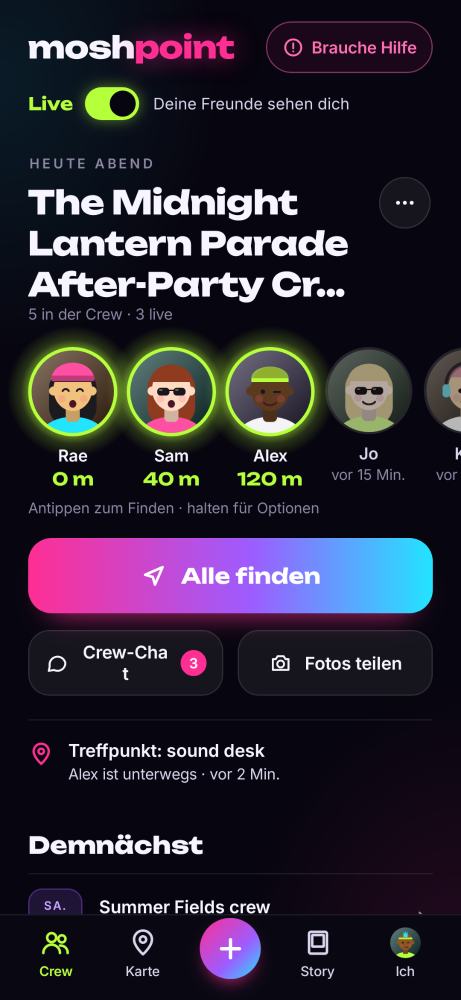 moshpoint
Brauche Hilfe
Live
Deine Freunde sehen dich
HEUTE ABEND
The Midnight
Lantern Parade
After-Party Cr...
5 in der Crew · 3 live
Rae
Sam
Alex
Jo
K
0 m
40 m
120 m
vor 15 Min.
vor
Antippen zum Finden · halten für Optionen
Alle finden
Crew-Cha
t
3
Fotos teilen
Treffpunkt: sound desk
Alex ist unterwegs · vor 2 Min.
Demnächst
SA.
Summer Fields crew
Crew
Karte
Story
Ich